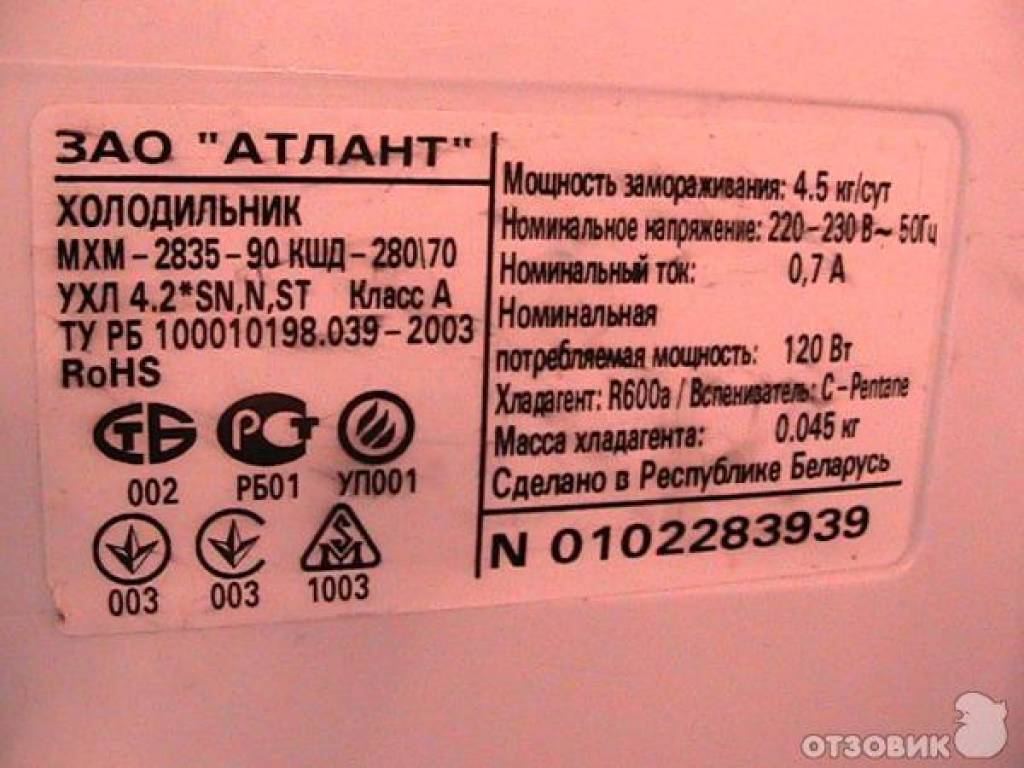 ЗАО "АТЛАНТ"
ХОЛОДИЛЬНИК
МХМ-2835-90 КШД-280\70
УХЛ 4.2*SN,N,ST Класс А
ТУ РБ 100010198.039-2003
RoHS
СТБ РСТ
002 РБ01 УП001
SM
003 003 1003
Мощность замораживания: 4.5 кг/сут
Номинальное напряжение: 220-230 В~ 50Гц
Номинальный ток: 0,7 А
Номинальная
потребляемая мощность: 120 Вт
Хладагент: R600a / Вспениватель: C-Pentane
Масса хладагента: 0.045 кг
Сделано в Республике Беларусь
N 0102283939
ОТЗОВИК